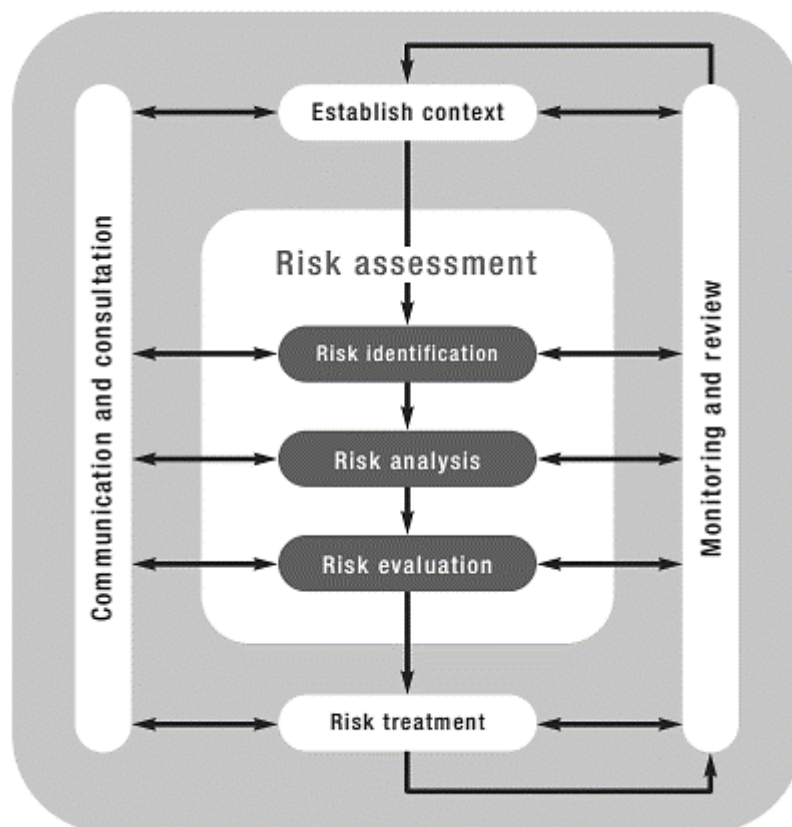 Establish context
Communication and consultation
Risk assessment
Risk identification
Risk analysis
Risk evaluation
Risk treatment
Monitoring and review